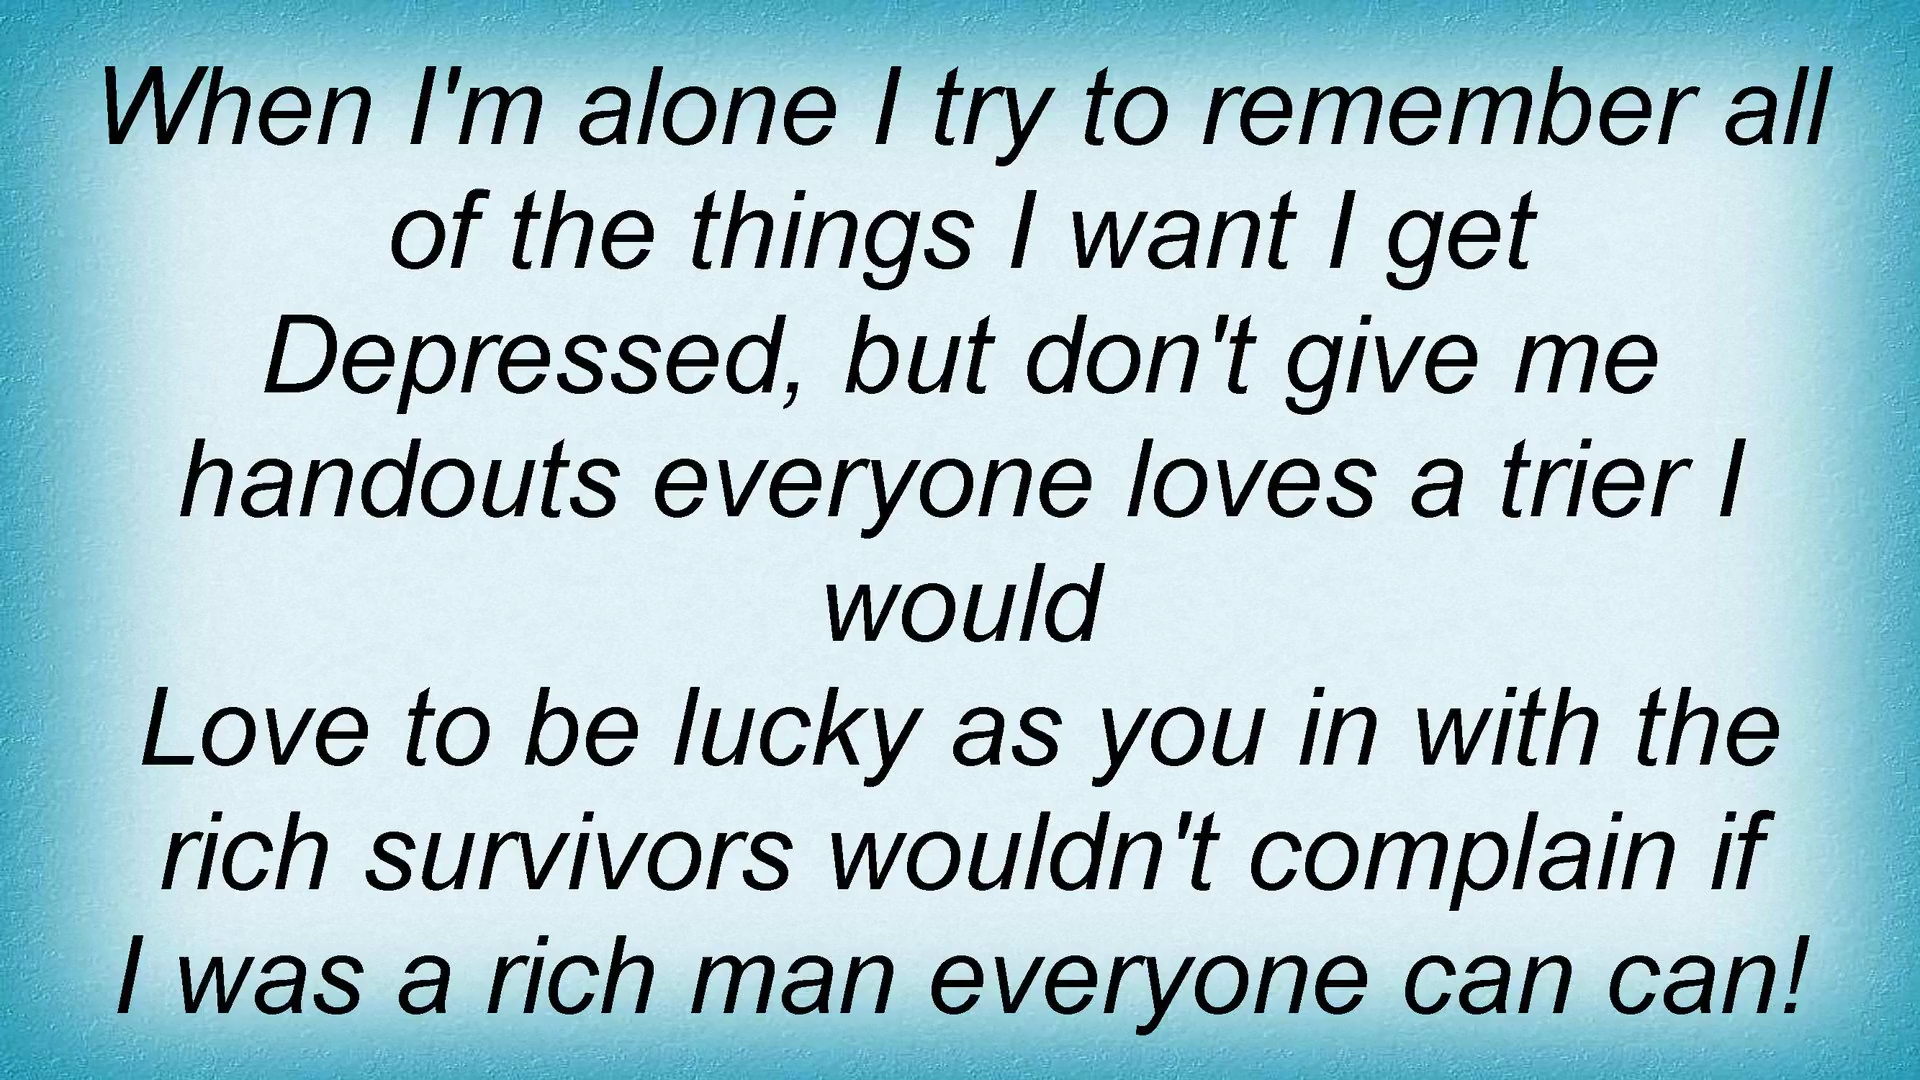 When I'm alone I try to remember all
of the things I want I get
Depressed, but don't give me
handouts everyone loves a trier I
would
Love to be lucky as you in with the
rich survivors wouldn't complain if
I was a rich man everyone can can!